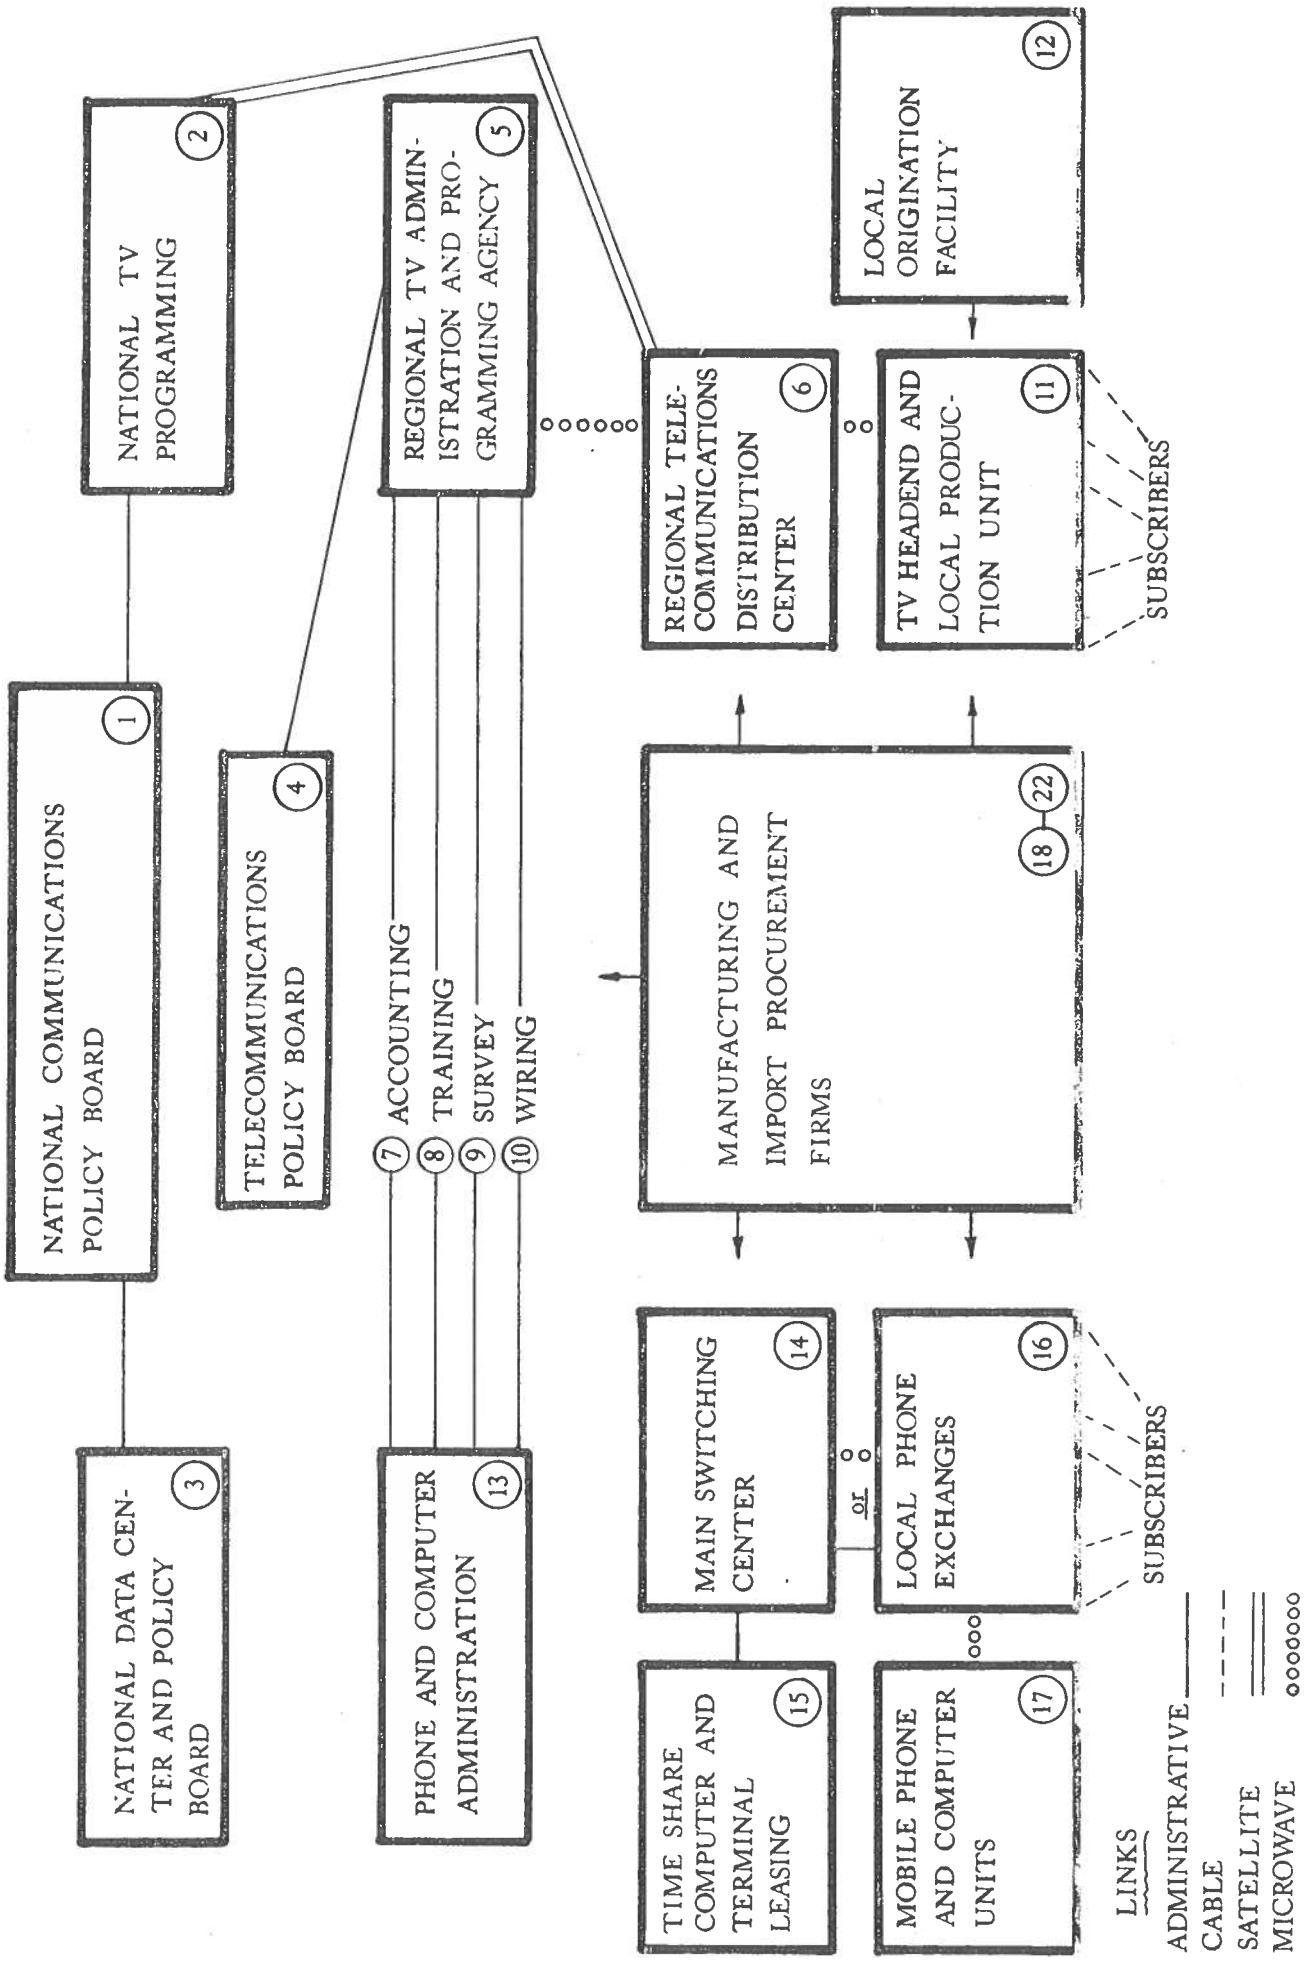 NATIONAL COMMUNICATIONS
POLICY BOARD
1
NATIONAL DATA CEN-
TER AND POLICY
BOARD
3
NATIONAL TV
PROGRAMMING
2
TELECOMMUNICATIONS
POLICY BOARD
4
PHONE AND COMPUTER
ADMINISTRATION
13
7 ACCOUNTING
8 TRAINING
9 SURVEY
10 WIRING
REGIONAL TV ADMIN-
ISTRATION AND PRO-
GRAMMING AGENCY
5
TIME SHARE
COMPUTER AND
TERMINAL
LEASING
15
MAIN SWITCHING
CENTER
14
or
MANUFACTURING AND
IMPORT PROCUREMENT
FIRMS
18 22
REGIONAL TELE-
COMMUNICATIONS
DISTRIBUTION
CENTER
6
MOBILE PHONE
AND COMPUTER
UNITS
17
LOCAL PHONE
EXCHANGES
16
TV HEADEND AND
LOCAL PRODUC-
TION UNIT
11
LOCAL
ORIGINATION
FACILITY
12
SUBSCRIBERS
SUBSCRIBERS
LINKS
ADMINISTRATIVE
CABLE
SATELLITE
MICROWAVE